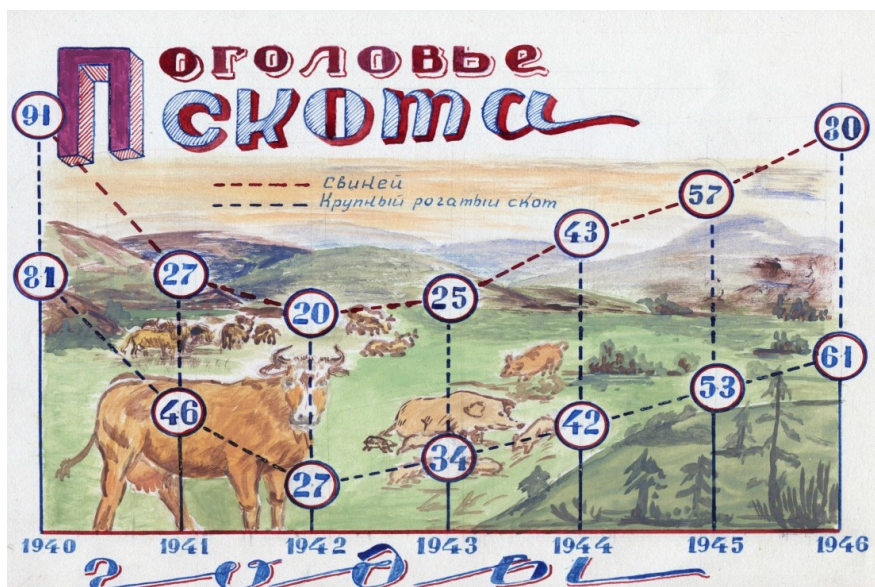 Поголовье
скота
Свиней
Крупный рогатый скот
91 80
57
43
27 20 25
81
61
53
46 42
34
27
1940 1941 1942 1943 1944 1945 1946
годы